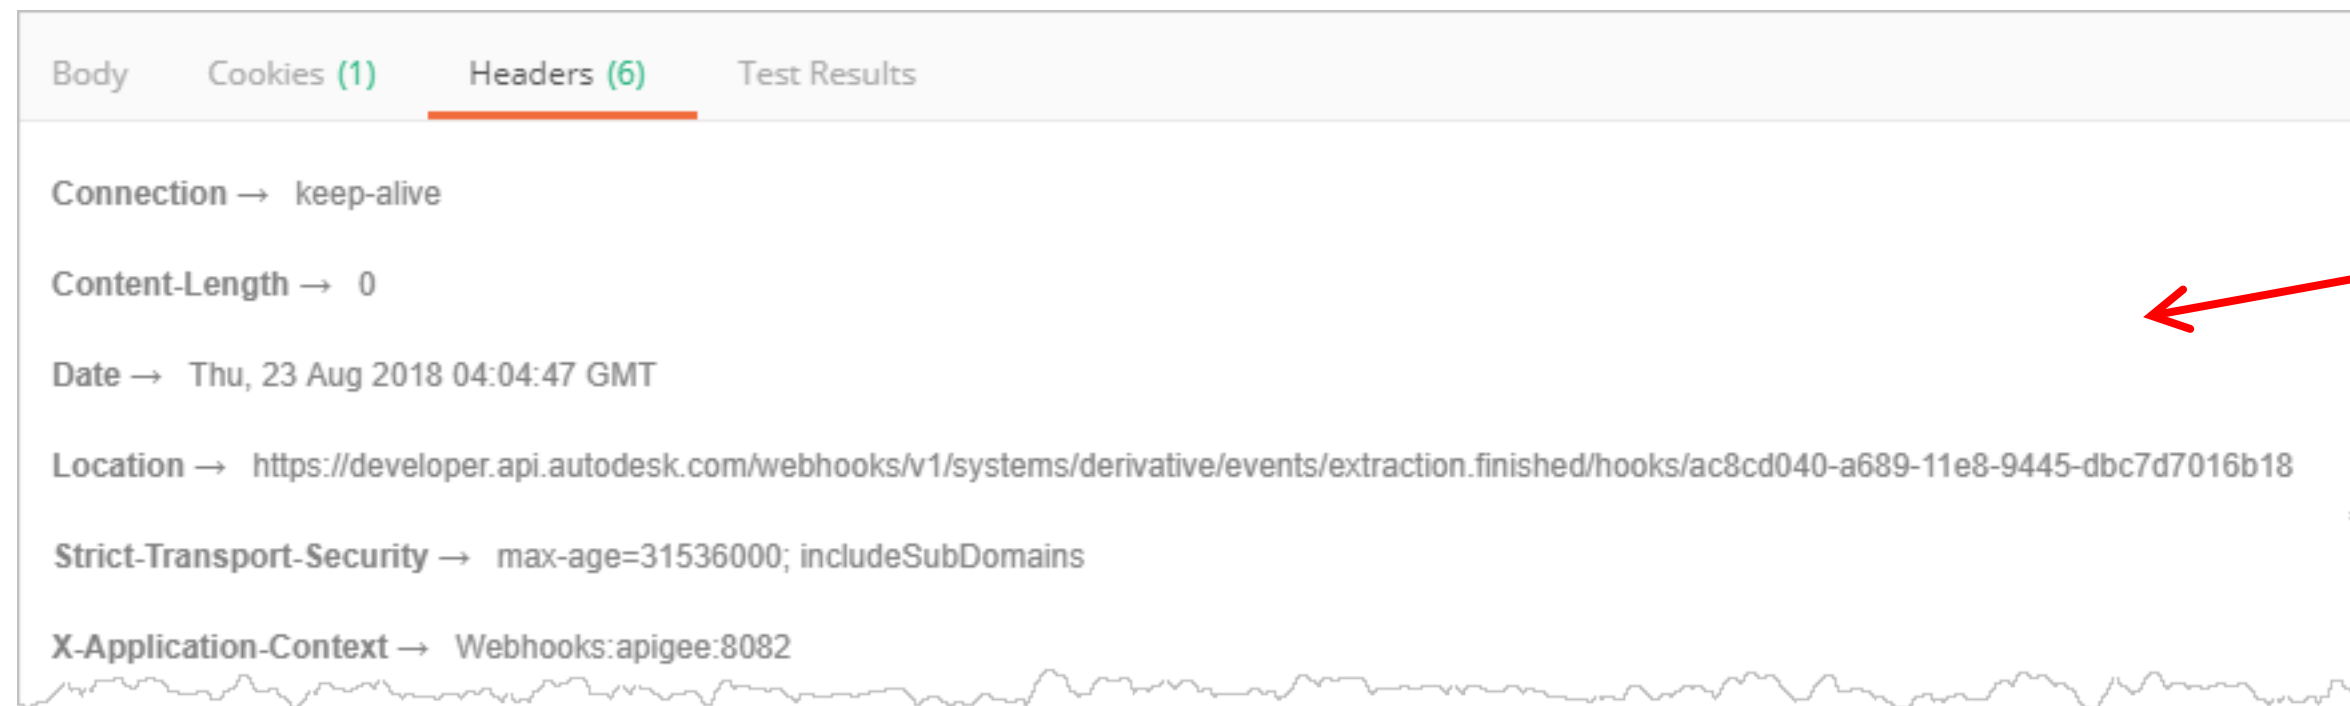 Body Cookies (1) Headers (6) Test Results
Connection → keep-alive
Content-Length → 0
Date → Thu, 23 Aug 2018 04:04:47 GMT
Location → https://developer.api.autodesk.com/webhooks/v1/systems/derivative/events/extraction.finished/hooks/ac8cd040-a689-11e8-9445-dbc7d7016b18
Strict-Transport-Security → max-age=31536000; includeSubDomains
X-Application-Context → Webhooks:apigee:8082